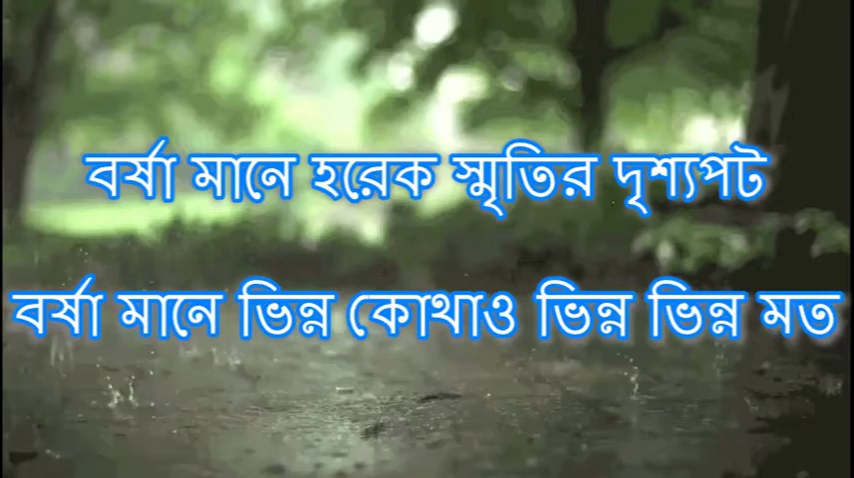 বর্ষা মানে হরেক স্মৃতির দৃশ্যপট
বর্ষা মানে ভিন্ন কোথাও ভিন্ন ভিন্ন মত